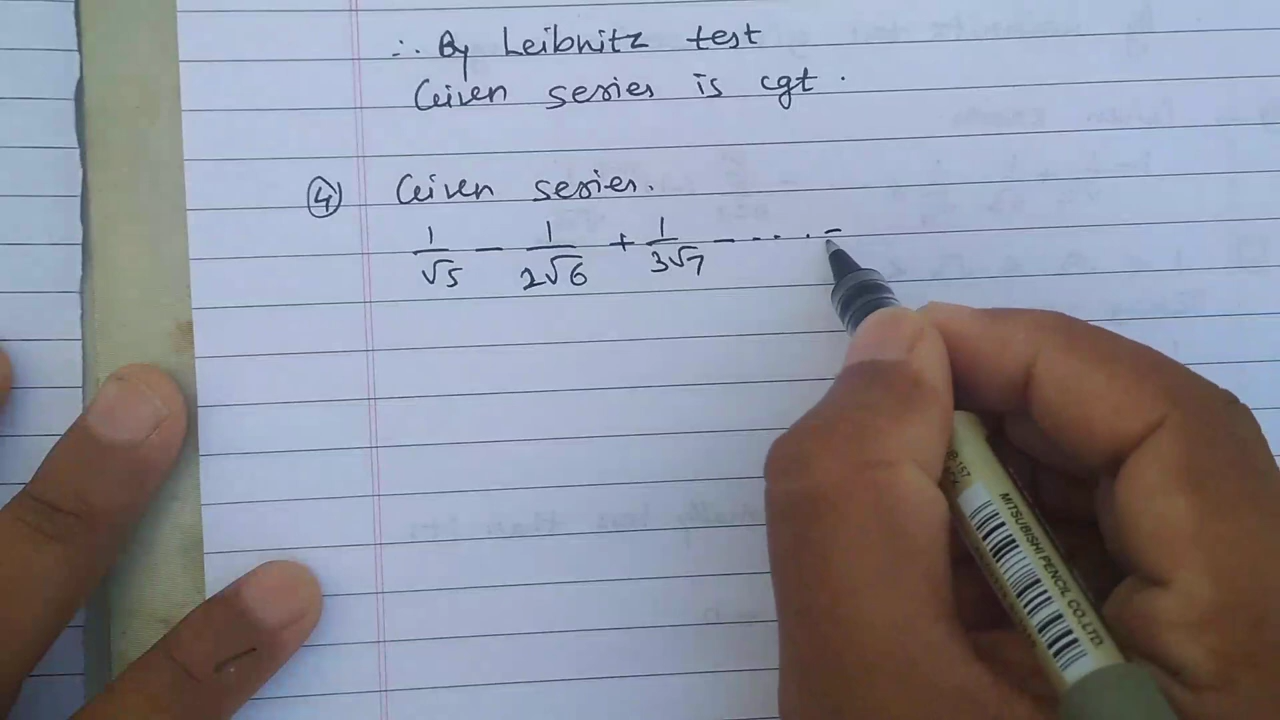 ∴ By Leibnitz test
Given series is cgt.
④ Given series.
1/√5 - 1/2√6 + 1/3√7 - - - . =
MITSUBISHI PENCIL CO., LTD.